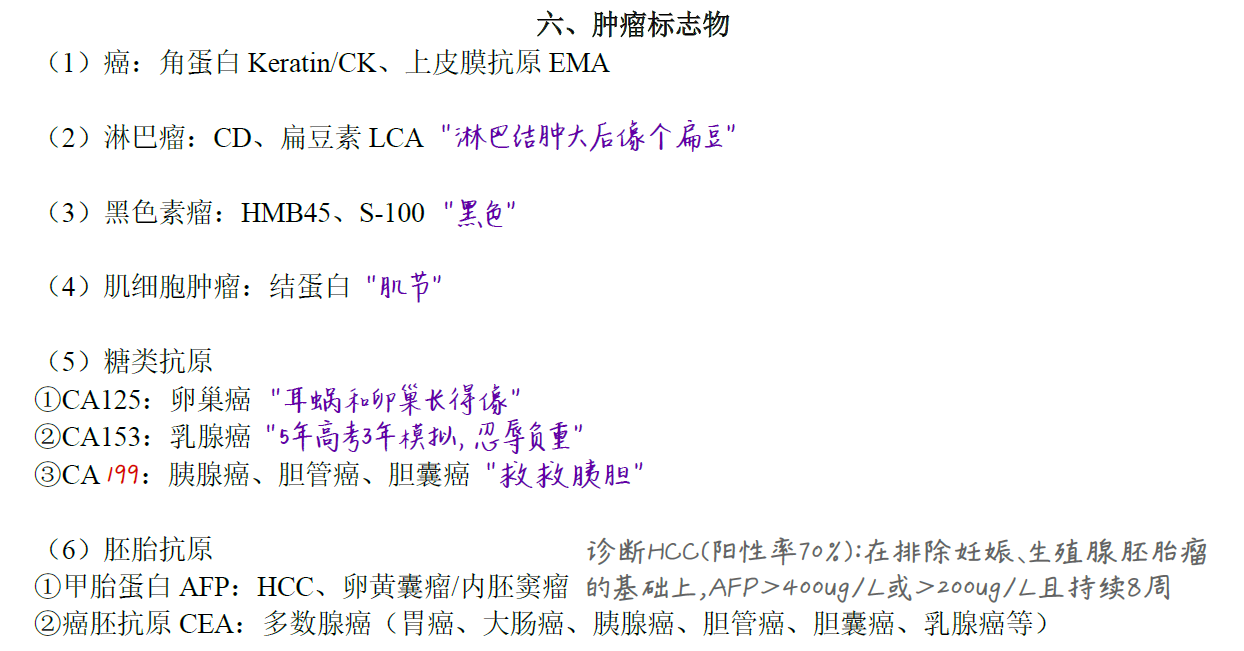 六、肿瘤标志物
（1）癌：角蛋白 Keratin/CK、上皮膜抗原 EMA
（2）淋巴瘤：CD、扁豆素 LCA "淋巴结肿大后像个扁豆"
（3）黑色素瘤：HMB45、S-100 "黑色"
（4）肌细胞肿瘤：结蛋白 "肌节"
（5）糖类抗原
①CA125：卵巢癌 "耳蜗和卵巢长得像"
②CA153：乳腺癌 "5年高考3年模拟,忍辱负重"
③CA 199：胰腺癌、胆管癌、胆囊癌 "救救胰胆"
（6）胚胎抗原 诊断HCC(阳性率70%):在排除妊娠、生殖腺胚胎瘤
①甲胎蛋白 AFP：HCC、卵黄囊瘤/内胚窦瘤 的基础上,AFP>400ug/L或>200ug/L且持续8周
②癌胚抗原 CEA：多数腺癌（胃癌、大肠癌、胰腺癌、胆管癌、胆囊癌、乳腺癌等）